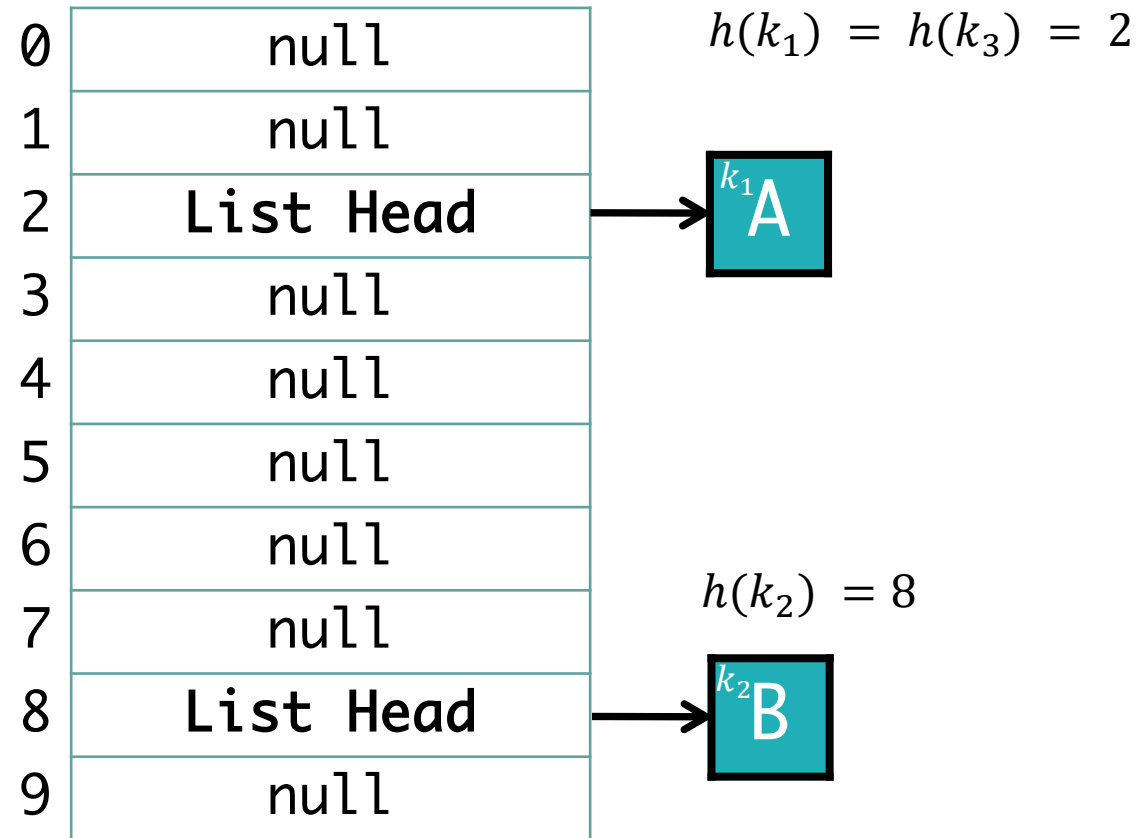 0 null h(k₁) = h(k₃) = 2
1 null
2 List Head k₁ A
3 null
4 null
5 null
6 null
h(k₂) = 8
7 null
8 List Head k₂ B
9 null